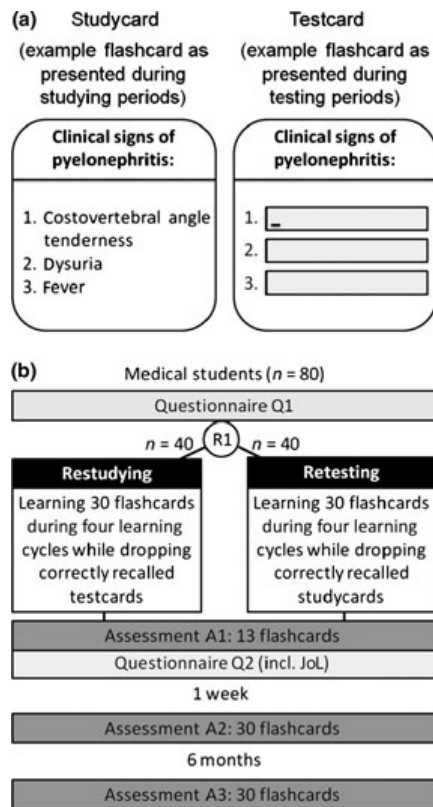 (a) Studycard
(example flashcard as
presented during
studying periods)
Clinical signs of
pyelonephritis:
1. Costovertebral angle
tenderness
2. Dysuria
3. Fever
Testcard
(example flashcard as
presented during
testing periods)
Clinical signs of
pyelonephritis:
1. _
2.
3.
(b)
Medical students (n = 80)
Questionnaire Q1
n = 40 R1 n = 40
Restudying
Learning 30 flashcards
during four learning
cycles while dropping
correctly recalled
testcards
Retesting
Learning 30 flashcards
during four learning
cycles while dropping
correctly recalled
studycards
Assessment A1: 13 flashcards
Questionnaire Q2 (incl. JoL)
1 week
Assessment A2: 30 flashcards
6 months
Assessment A3: 30 flashcards